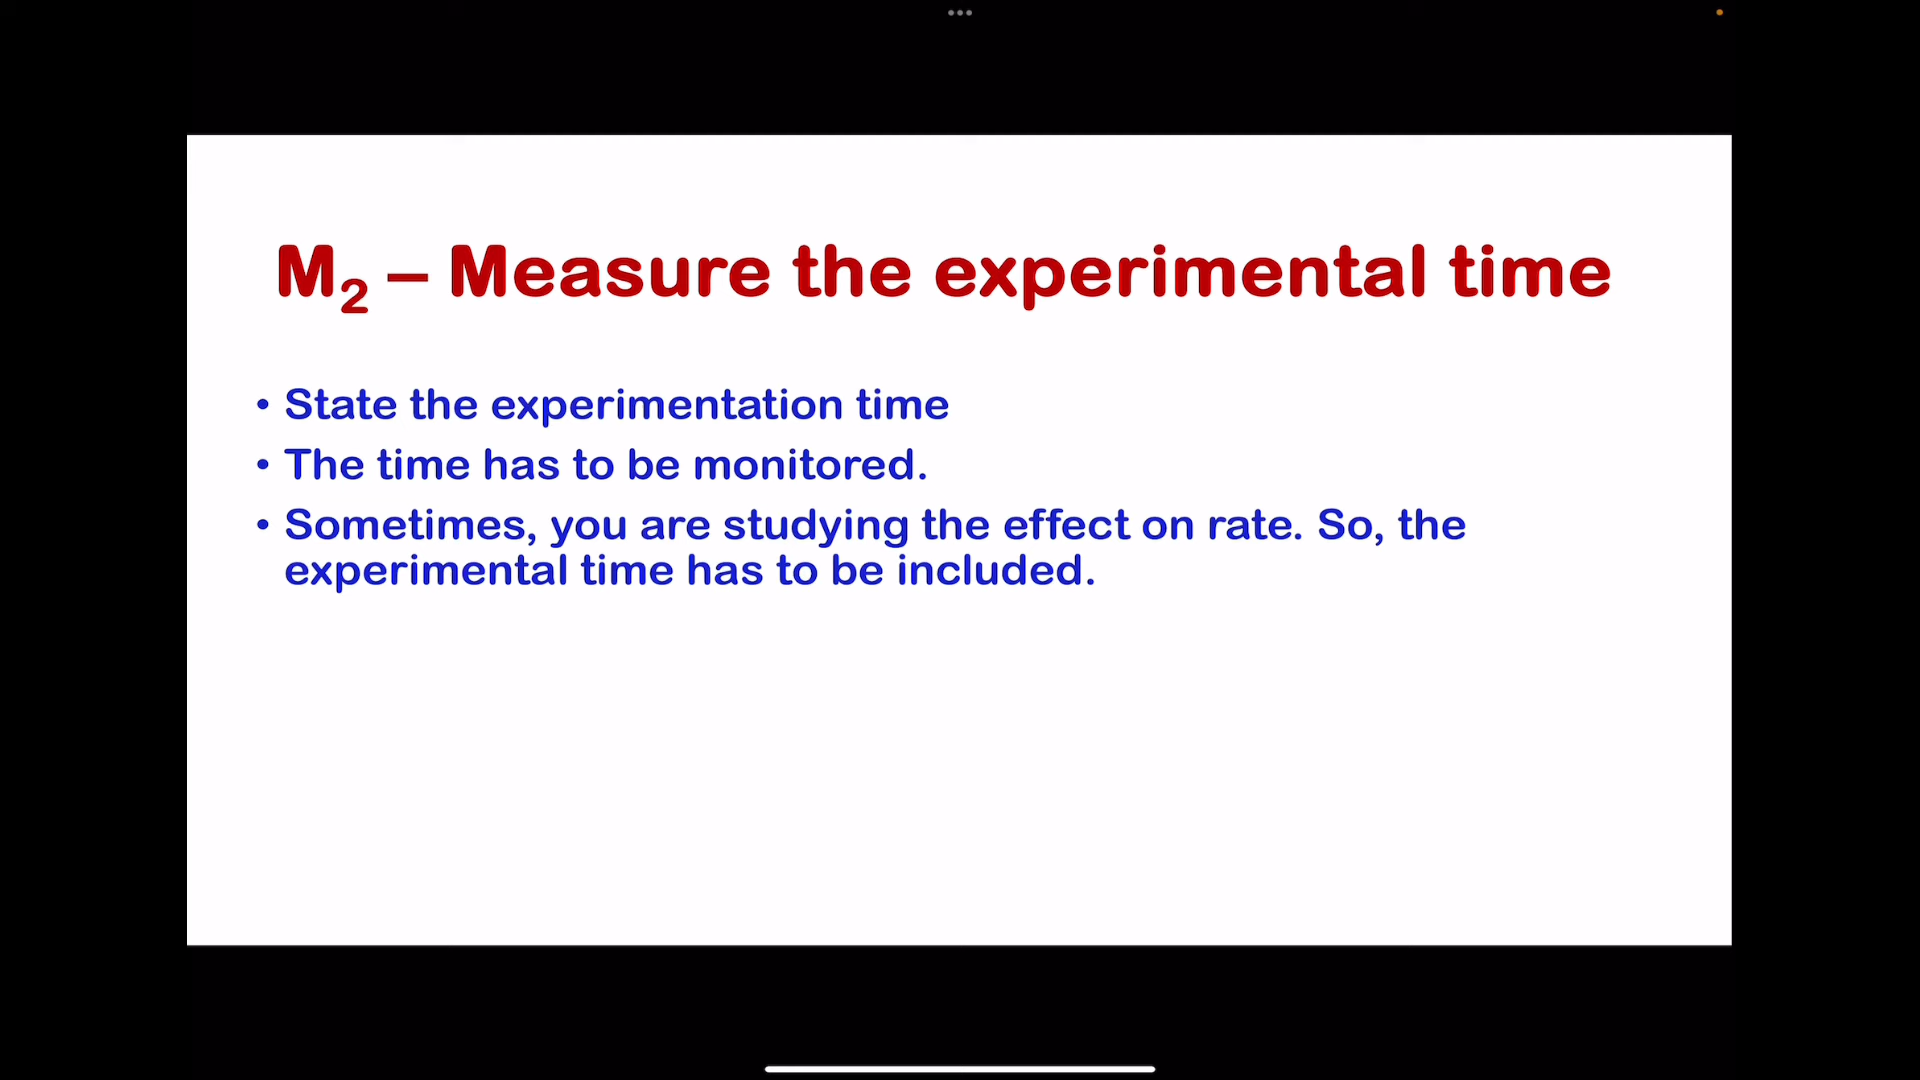 M₂ – Measure the experimental time
• State the experimentation time
• The time has to be monitored.
• Sometimes, you are studying the effect on rate. So, the
experimental time has to be included.